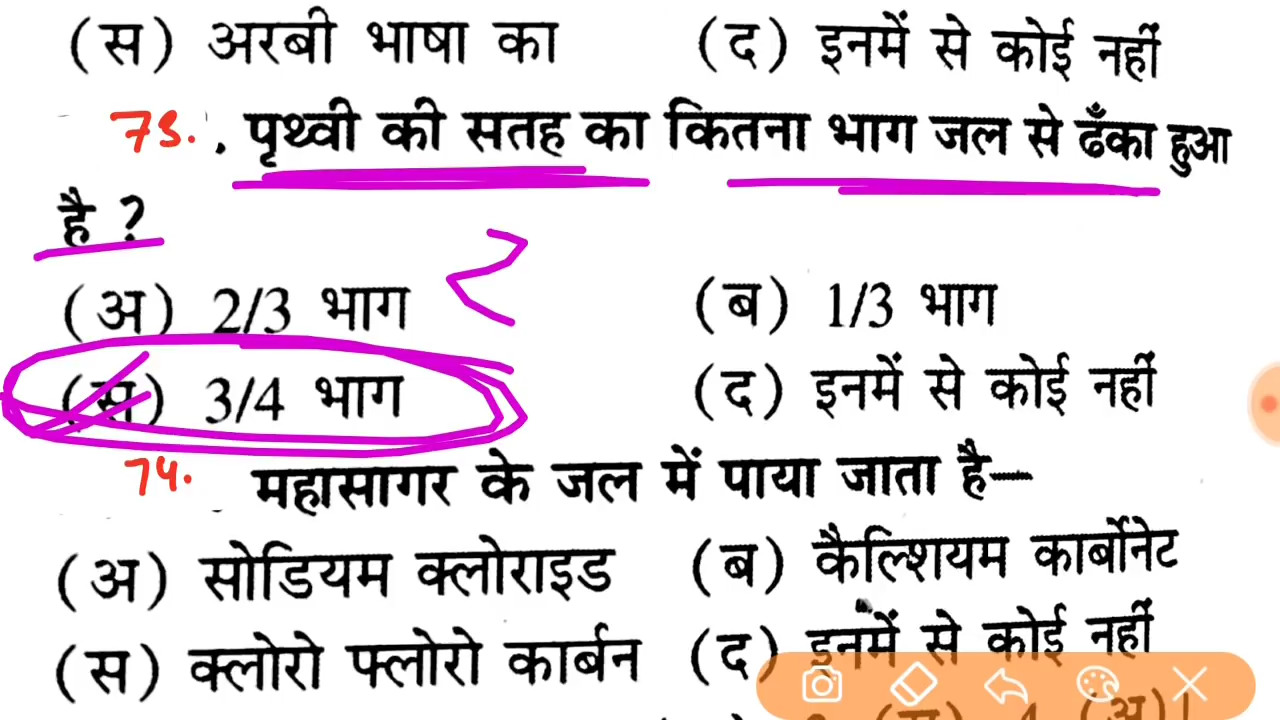 (स) अरबी भाषा का (द) इनमें से कोई नहीं
73. . पृथ्वी की सतह का कितना भाग जल से ढँका हुआ
है ?
(अ) 2/3 भाग (ब) 1/3 भाग
(स) 3/4 भाग (द) इनमें से कोई नहीं
74. महासागर के जल में पाया जाता है—
(अ) सोडियम क्लोराइड (ब) कैल्शियम कार्बोनेट
(स) क्लोरो फ्लोरो कार्बन (द) इनमें से कोई नहीं